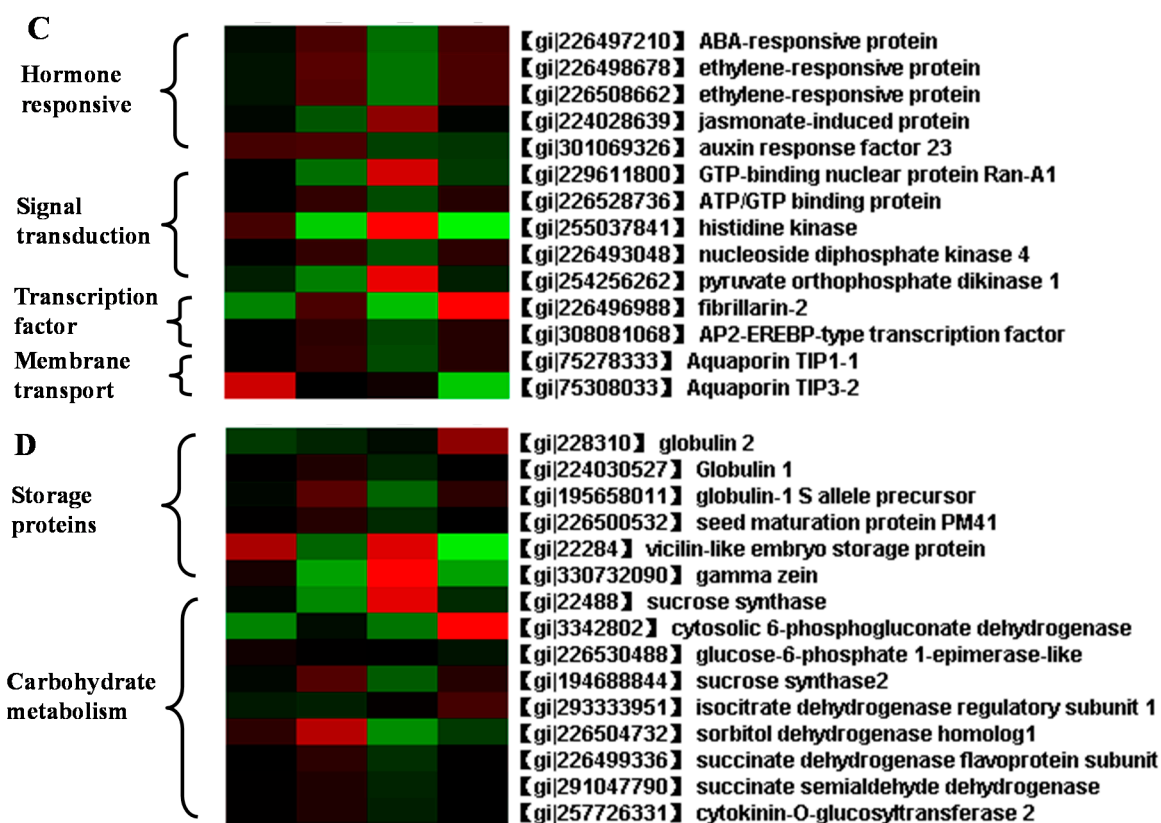 C
Hormone
responsive
【gi|226497210】 ABA-responsive protein
【gi|226498678】 ethylene-responsive protein
【gi|226508662】 ethylene-responsive protein
【gi|224028639】 jasmonate-induced protein
【gi|301069326】 auxin response factor 23
Signal
transduction
【gi|229611800】 GTP-binding nuclear protein Ran-A1
【gi|226528736】 ATP/GTP binding protein
【gi|255037841】 histidine kinase
【gi|226493048】 nucleoside diphosphate kinase 4
【gi|254256262】 pyruvate orthophosphate dikinase 1
Transcription
factor
【gi|226496988】 fibrillarin-2
【gi|308081068】 AP2-EREBP-type transcription factor
Membrane
transport
【gi|75278333】 Aquaporin TIP1-1
【gi|75308033】 Aquaporin TIP3-2
D
Storage
proteins
【gi|228310】 globulin 2
【gi|224030527】 Globulin 1
【gi|195658011】 globulin-1 S allele precursor
【gi|226500532】 seed maturation protein PM41
【gi|22284】 vicilin-like embryo storage protein
【gi|330732090】 gamma zein
Carbohydrate
metabolism
【gi|22488】 sucrose synthase
【gi|3342802】 cytosolic 6-phosphogluconate dehydrogenase
【gi|226530488】 glucose-6-phosphate 1-epimerase-like
【gi|194688844】 sucrose synthase2
【gi|293333951】 isocitrate dehydrogenase regulatory subunit 1
【gi|226504732】 sorbitol dehydrogenase homolog1
【gi|226499336】 succinate dehydrogenase flavoprotein subunit
【gi|291047790】 succinate semialdehyde dehydrogenase
【gi|257726331】 cytokinin-O-glucosyltransferase 2